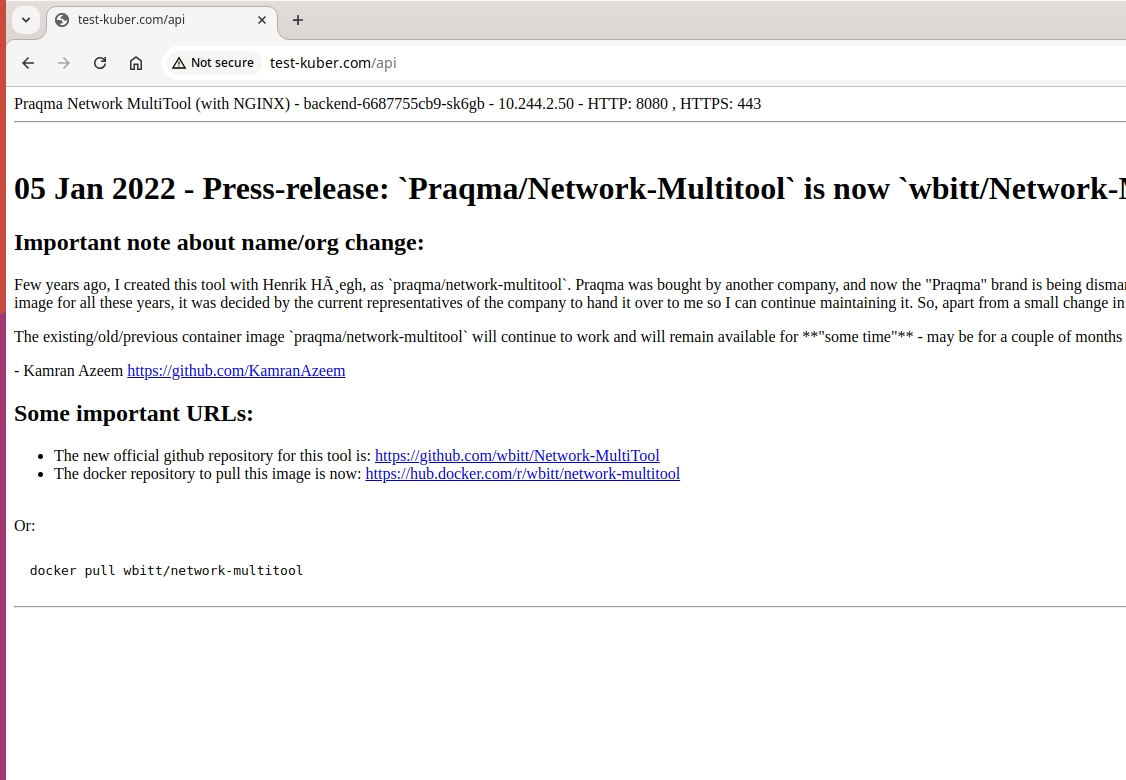 test-kuber.com/api
Not secure
test-kuber.com/api
Praqma Network MultiTool (with NGINX) - backend-6687755cb9-sk6gb - 10.244.2.50 - HTTP: 8080 , HTTPS: 443
05 Jan 2022 - Press-release: `Praqma/Network-Multitool` is now `wbitt/Network-
Important note about name/org change:
Few years ago, I created this tool with Henrik HÃ¸egh, as `praqma/network-multitool`. Praqma was bought by another company, and now the "Praqma" brand is being
image for all these years, it was decided by the current representatives of the company to hand it over to me so I can continue maintaining it. So, apart from a small change in
The existing/old/previous container image `praqma/network-multitool` will continue to work and will remain available for **"some time"** - may be for a couple of months
- Kamran Azeem https://github.com/KamranAzeem
Some important URLs:
• The new official github repository for this tool is: https://github.com/wbitt/Network-MultiTool
• The docker repository to pull this image is now: https://hub.docker.com/r/wbitt/network-multitool
Or:
docker pull wbitt/network-multitool